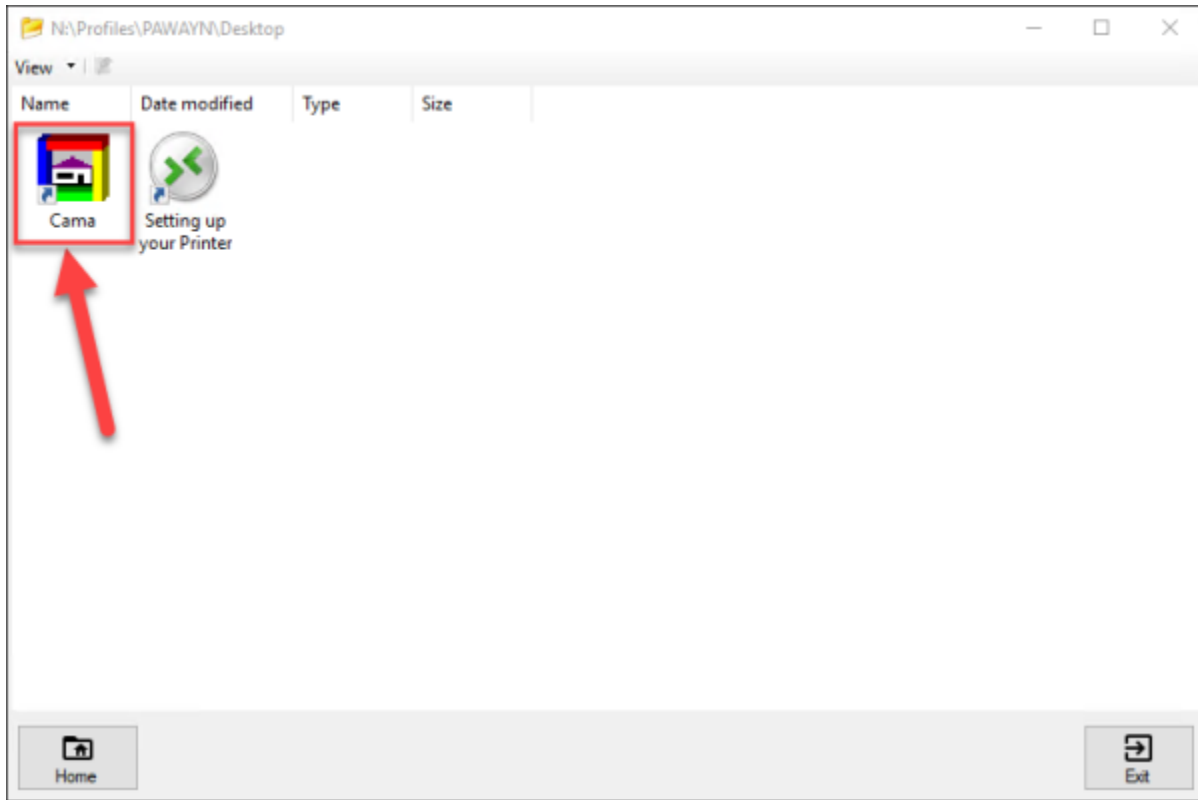 N:\Profiles\PAWAYN\Desktop
View
Name Date modified Type Size
Cama
Setting up
your Printer
Home
Exit